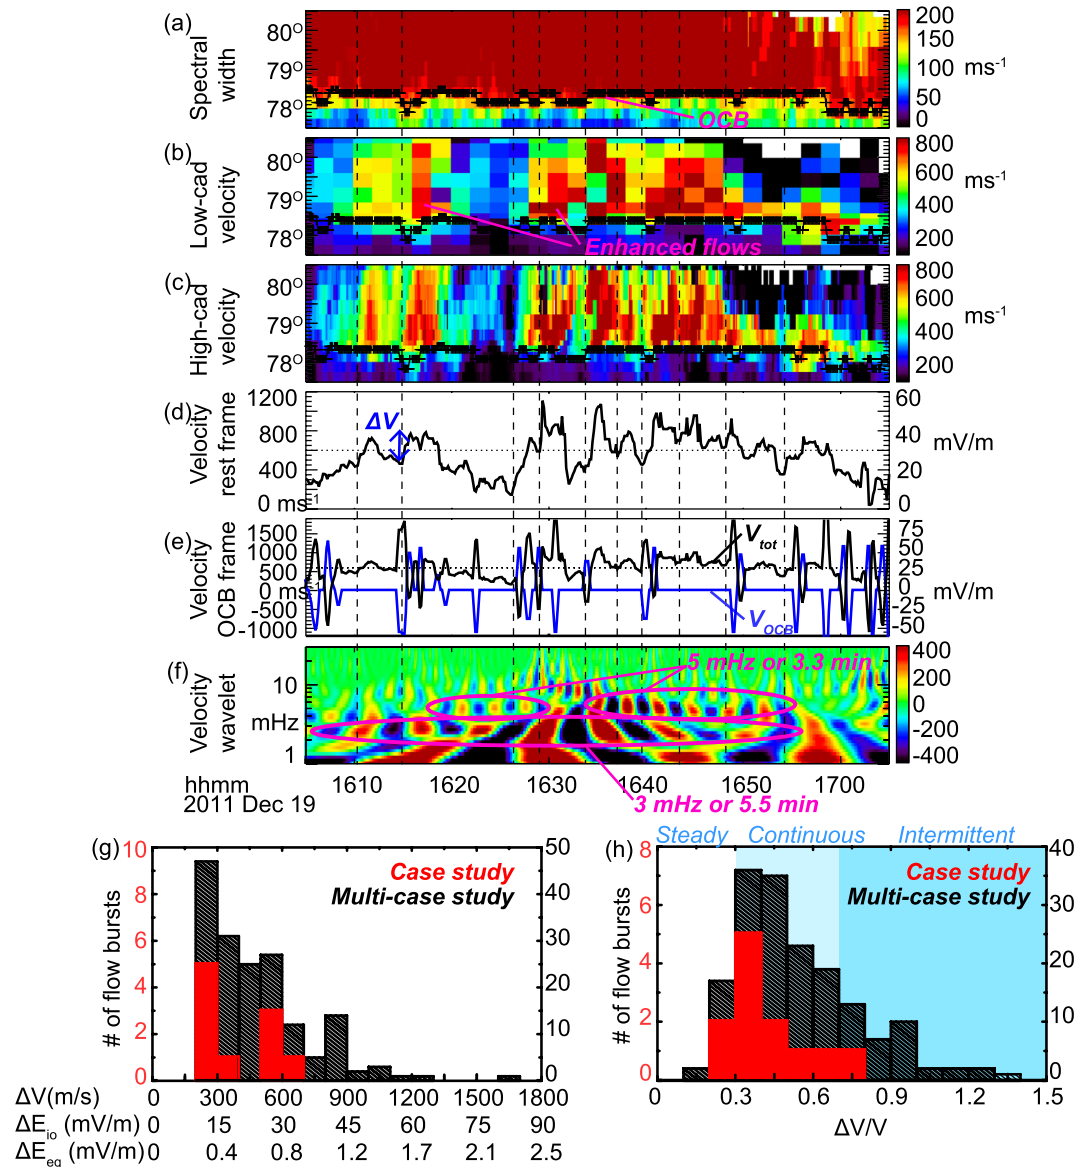 (a)
Spectral
width
80°
79°
78°
OCB
200
150
100
50
0
ms-1
(b)
Low-cad
velocity
80°
79°
78°
Enhanced flows
800
600
400
200
ms-1
(c)
High-cad
velocity
80°
79°
78°
800
600
400
200
ms-1
(d)
Velocity
rest frame
1200
800
400
0 ms-1
ΔV
60
40
20
0
mV/m
(e)
Velocity
OCB frame
1500
1000
500
0 ms-1
-500
-1000
Vtot
VOCB
75
50
25
0
-25
-50
mV/m
(f)
Velocity
wavelet
10
mHz
1
5 mHz or 3.3 min
400
200
0
-200
-400
hhmm
2011 Dec 19
1610 1620 1630 1640 1650 1700
3 mHz or 5.5 min
(g)
# of flow bursts
10
8
6
4
2
0
Case study
Multi-case study
50
40
30
20
10
0
ΔV(m/s) 0 300 600 900 1200 1500 1800
ΔEio (mV/m) 0 15 30 45 60 75 90
ΔEeq (mV/m) 0 0.4 0.8 1.2 1.7 2.1 2.5
Steady Continuous Intermittent
(h)
# of flow bursts
8
6
4
2
0
Case study
Multi-case study
40
30
20
10
0
0.0 0.3 0.6 0.9 1.2 1.5
ΔV/V